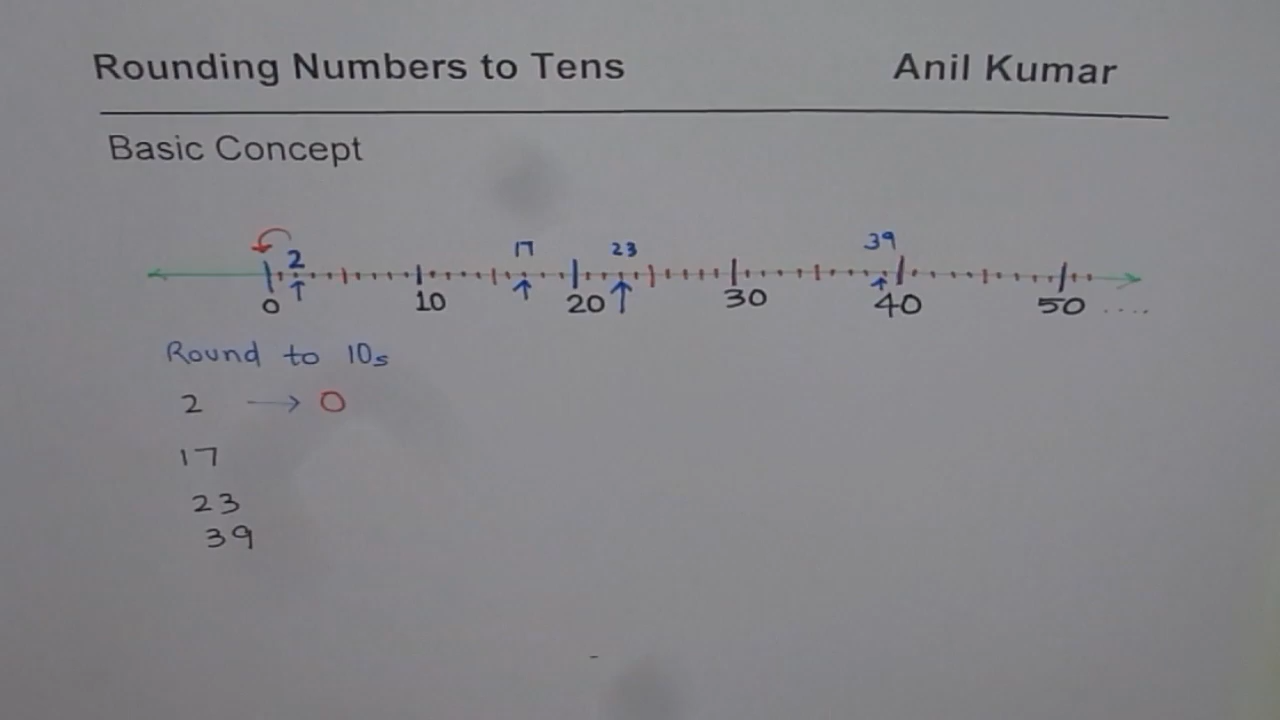 Rounding Numbers to Tens Anil Kumar
Basic Concept
2 17 23 39
0 10 20 30 40 50 ....
Round to 10s
2 → 0
17
23
39